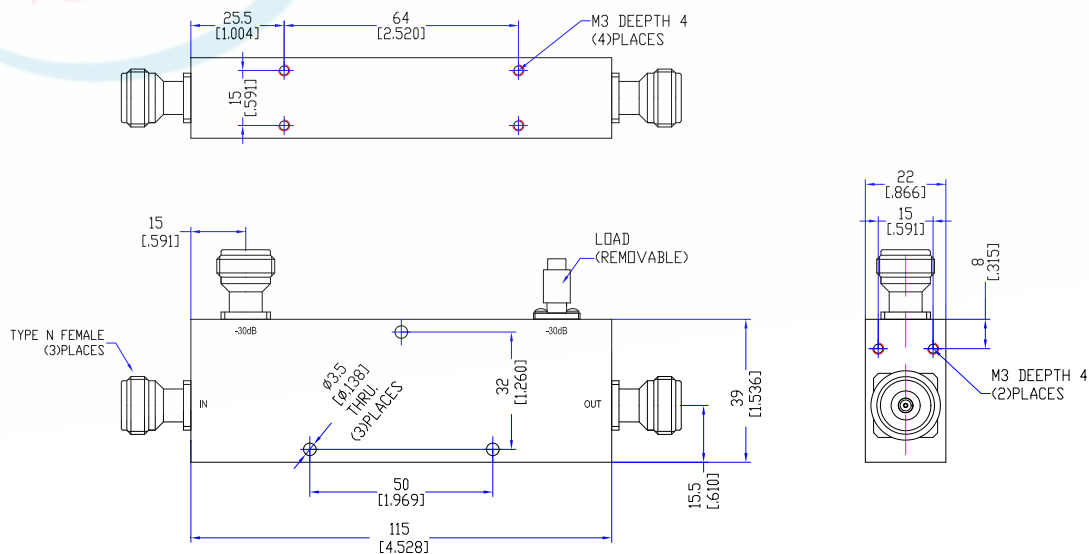 25.5
[1.004]
64
[2.520]
M3 DEEPTH 4
(4)PLACES
15
[.591]
22
[.866]
15
[.591]
8
[.315]
M3 DEEPTH 4
(2)PLACES
15
[.591]
LOAD
(REMOVABLE)
-30dB
-30dB
TYPE N FEMALE
(3)PLACES
IN
OUT
Ø3.5
[Ø.138]
THRU.
(3)PLACES
32
[1.260]
39
[1.536]
15.5
[.610]
50
[1.969]
115
[4.528]